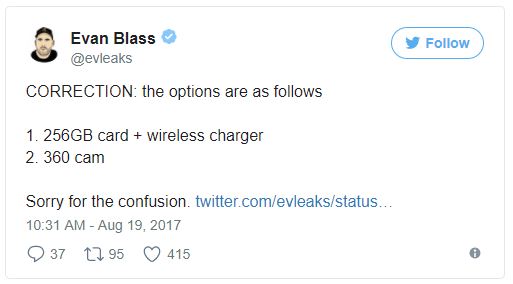 Evan Blass
Follow
@evleaks
CORRECTION: the options are as follows
1. 256GB card + wireless charger
2. 360 cam
Sorry for the confusion. twitter.com/evleaks/status…
10:31 AM - Aug 19, 2017
37 95 415